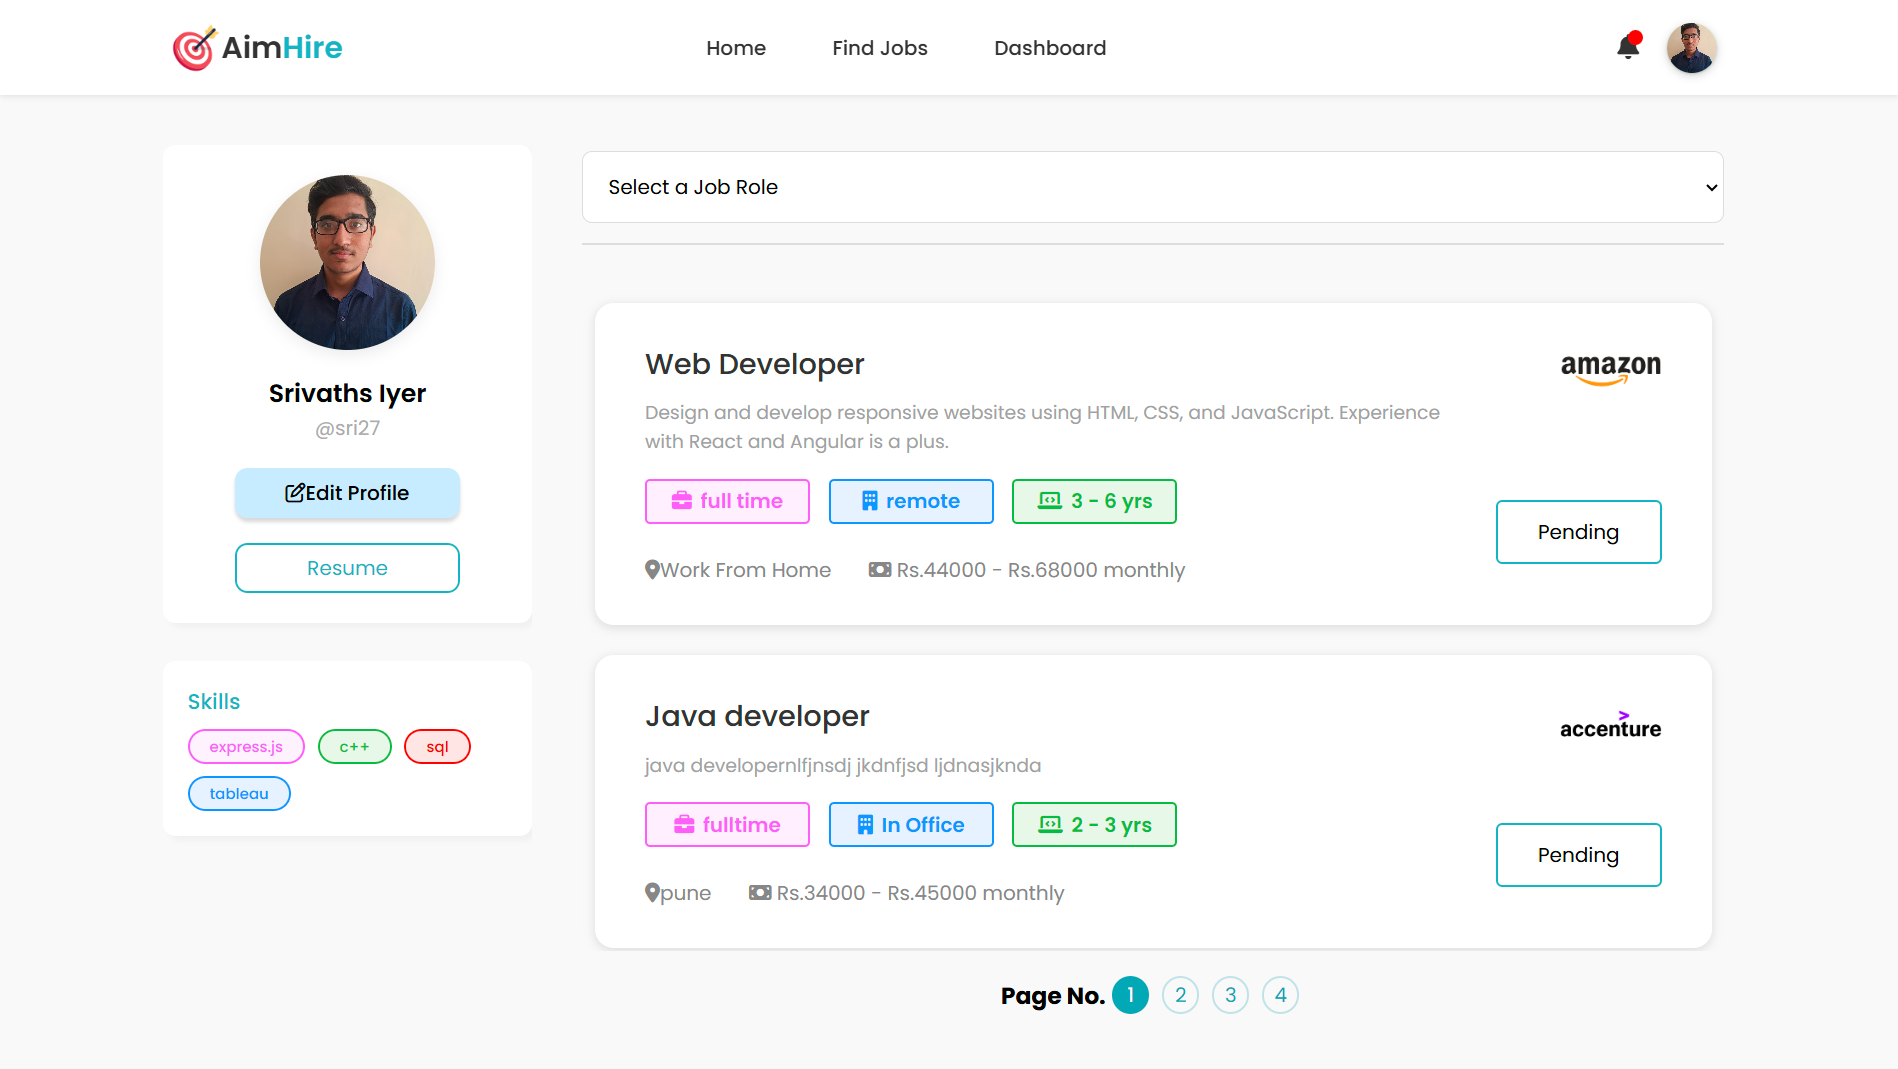 AimHire
Home
Find Jobs
Dashboard
Srivaths Iyer
@sri27
Edit Profile
Resume
Skills
express.js
c++
sql
tableau
Select a Job Role
Web Developer
amazon
Design and develop responsive websites using HTML, CSS, and JavaScript. Experience
with React and Angular is a plus.
full time
remote
3 - 6 yrs
Pending
Work From Home
Rs.44000 - Rs.68000 monthly
Java developer
accenture
java developernlfjnsdj jkdnfjsd ljdnasjknda
fulltime
In Office
2 - 3 yrs
Pending
pune
Rs.34000 - Rs.45000 monthly
Page No. 1 2 3 4